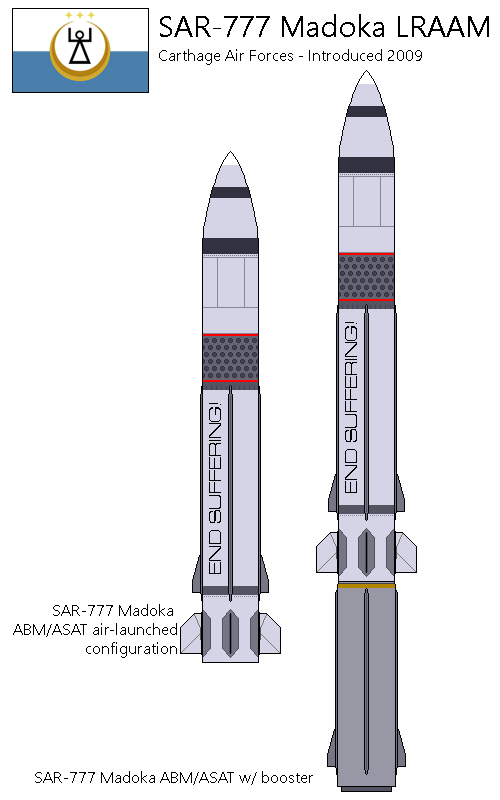 SAR-777 Madoka LRAAM
Carthage Air Forces - Introduced 2009
END SUFFERING!
END SUFFERING!
SAR-777 Madoka
ABM/ASAT air-launched
configuration
SAR-777 Madoka ABM/ASAT w/ booster